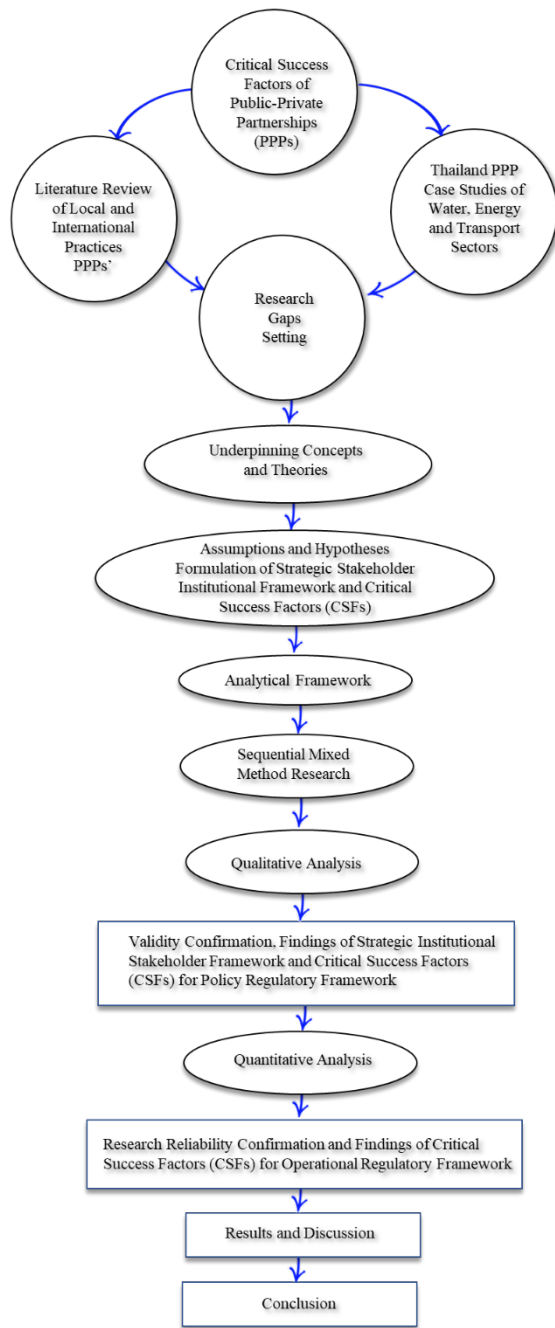 Critical Success
Factors of
Public-Private
Partnerships
(PPPs)
Literature Review
of Local and
International
Practices
PPPs’
Thailand PPP
Case Studies of
Water, Energy
and Transport
Sectors
Research
Gaps
Setting
Underpinning Concepts
and Theories
Assumptions and Hypotheses
Formulation of Strategic Stakeholder
Institutional Framework and Critical
Success Factors (CSFs)
Analytical Framework
Sequential Mixed
Method Research
Qualitative Analysis
Validity Confirmation, Findings of Strategic Institutional
Stakeholder Framework and Critical Success Factors
(CSFs) for Policy Regulatory Framework
Quantitative Analysis
Research Reliability Confirmation and Findings of Critical
Success Factors (CSFs) for Operational Regulatory Framework
Results and Discussion
Conclusion